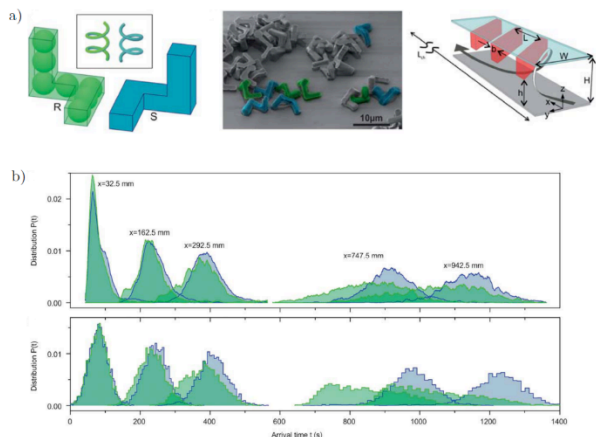 a)
R
S
10µm
L
b
W
H
h
z
x
y
b)
Distribution P(t)
0.02
0.01
0.00
x=32.5 mm
x=162.5 mm
x=292.5 mm
x=747.5 mm
x=942.5 mm
Distribution P(t)
0.01
0.00
0
200
400
600
800
1000
1200
1400
Arrival time t (s)